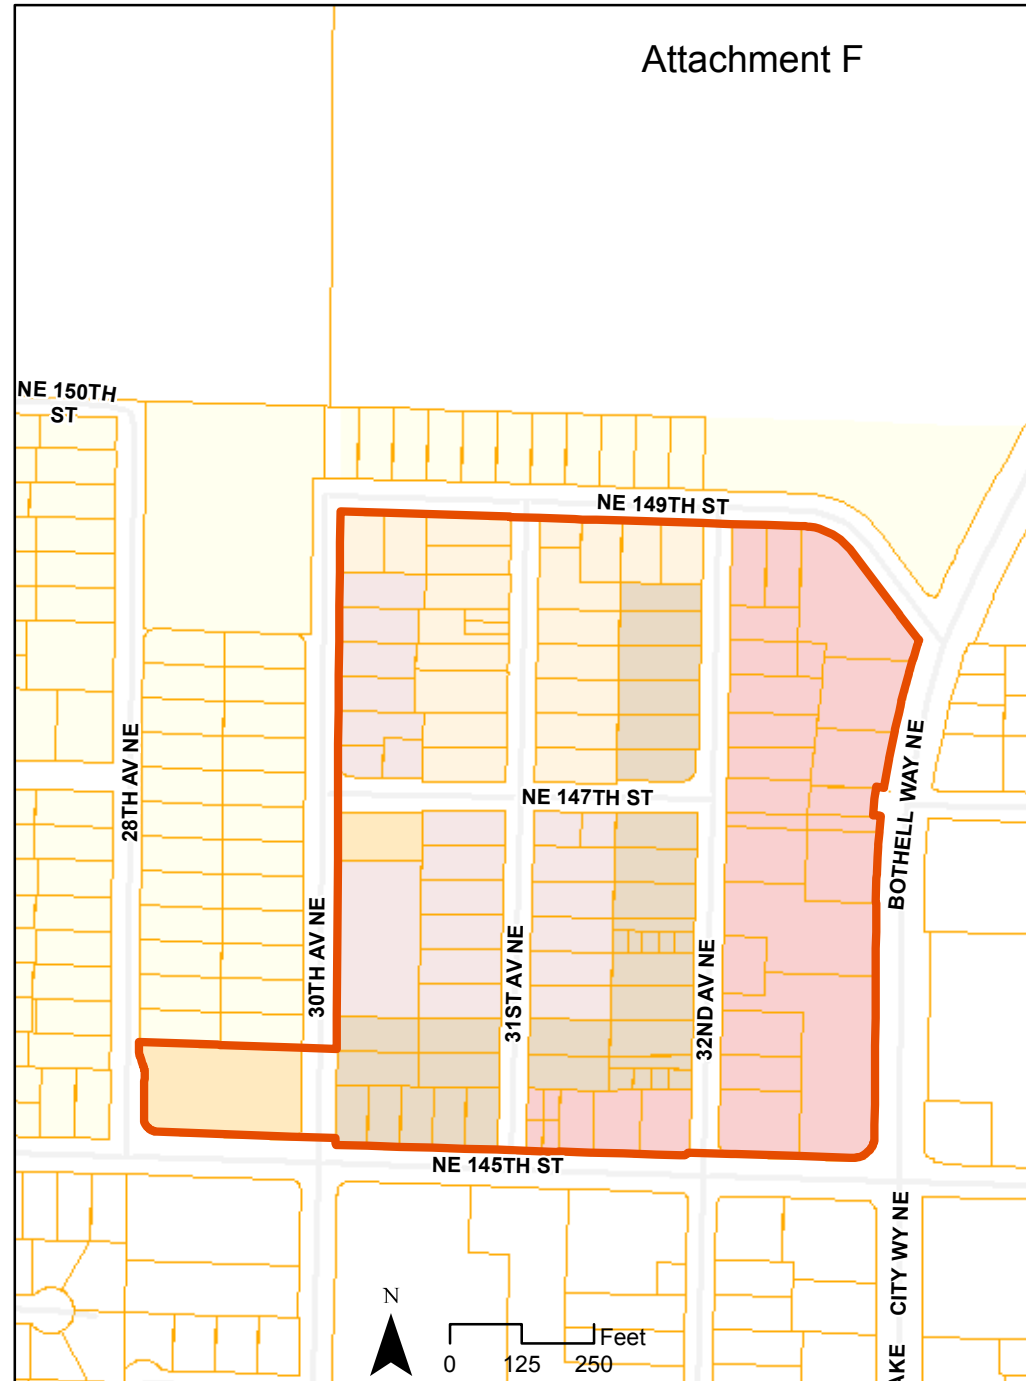 Attachment F
NE 150TH
ST
NE 149TH ST
28TH AV NE
NE 147TH ST
BOTHELL WAY NE
30TH AV NE
31ST AV NE
32ND AV NE
NE 145TH ST
AKE CITY WY NE
N
Feet
0 125 250